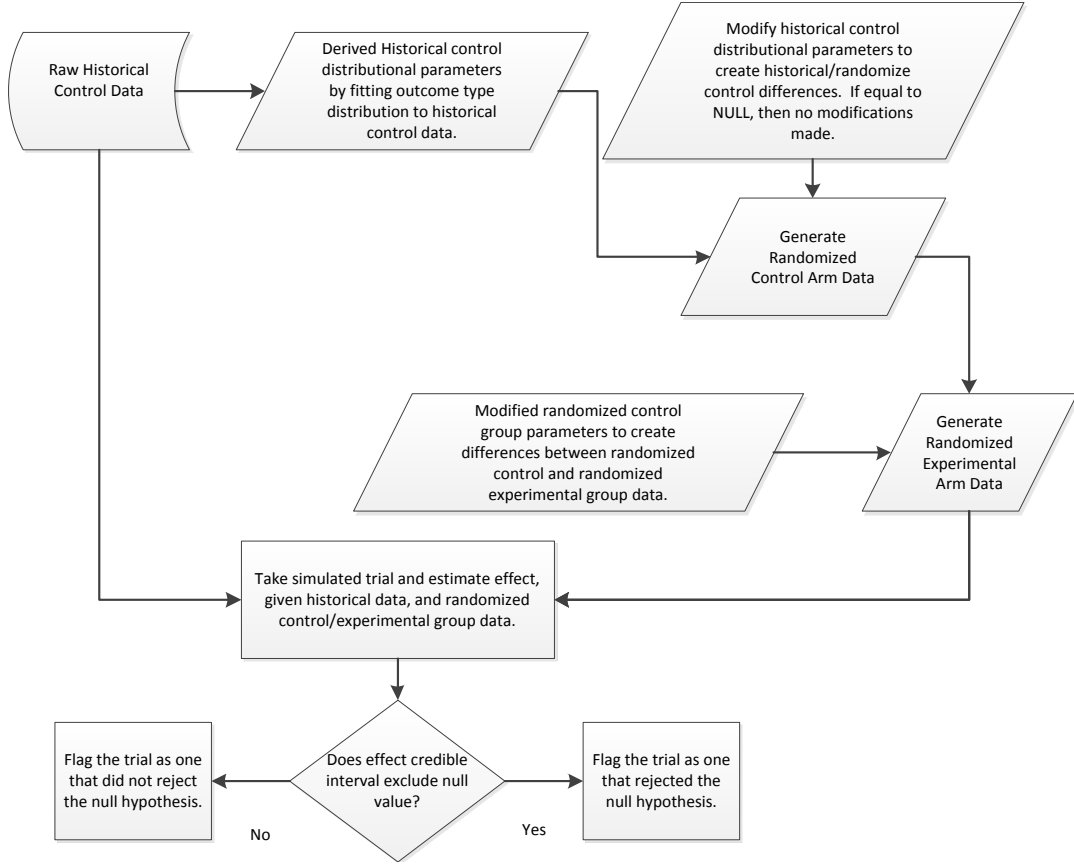 Raw Historical
Control Data
Derived Historical control
distributional parameters
by fitting outcome type
distribution to historical
control data.
Modify historical control
distributional parameters to
create historical/randomize
control differences.  If equal to
NULL, then no modifications
made.
Generate
Randomized
Control Arm Data
Modified randomized control
group parameters to create
differences between randomized
control and randomized
experimental group data.
Generate
Randomized
Experimental
Arm Data
Take simulated trial and estimate effect,
given historical data, and randomized
control/experimental group data.
Flag the trial as one
that did not reject
the null hypothesis.
Does effect credible
interval exclude null
value?
Flag the trial as one
that rejected the
null hypothesis.
No
Yes